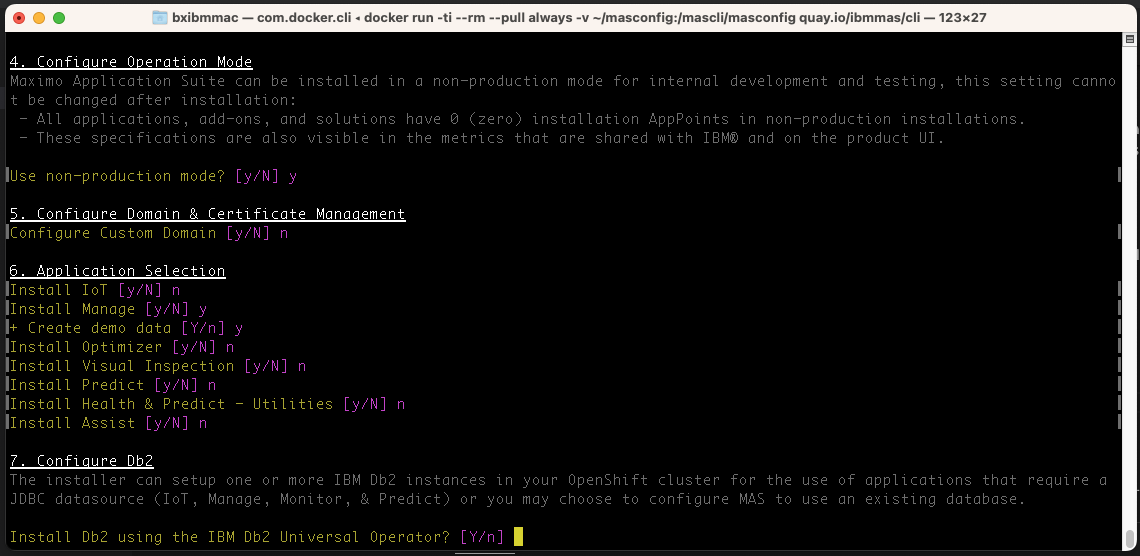 bxibmmac — com.docker.cli ◂ docker run -ti --rm --pull always -v ~/masconfig:/mascli/masconfig quay.io/ibmmas/cli — 123×27
4. Configure Operation Mode
Maximo Application Suite can be installed in a non-production mode for internal development and testing, this setting canno
t be changed after installation:
- All applications, add-ons, and solutions have 0 (zero) installation AppPoints in non-production installations.
- These specifications are also visible in the metrics that are shared with IBM® and on the product UI.
Use non-production mode? [y/N] y
5. Configure Domain & Certificate Management
Configure Custom Domain [y/N] n
6. Application Selection
Install IoT [y/N] n
Install Manage [y/N] y
+ Create demo data [Y/n] y
Install Optimizer [y/N] n
Install Visual Inspection [y/N] n
Install Predict [y/N] n
Install Health & Predict - Utilities [y/N] n
Install Assist [y/N] n
7. Configure Db2
The installer can setup one or more IBM Db2 instances in your OpenShift cluster for the use of applications that require a
JDBC datasource (IoT, Manage, Monitor, & Predict) or you may choose to configure MAS to use an existing database.
Install Db2 using the IBM Db2 Universal Operator? [Y/n]